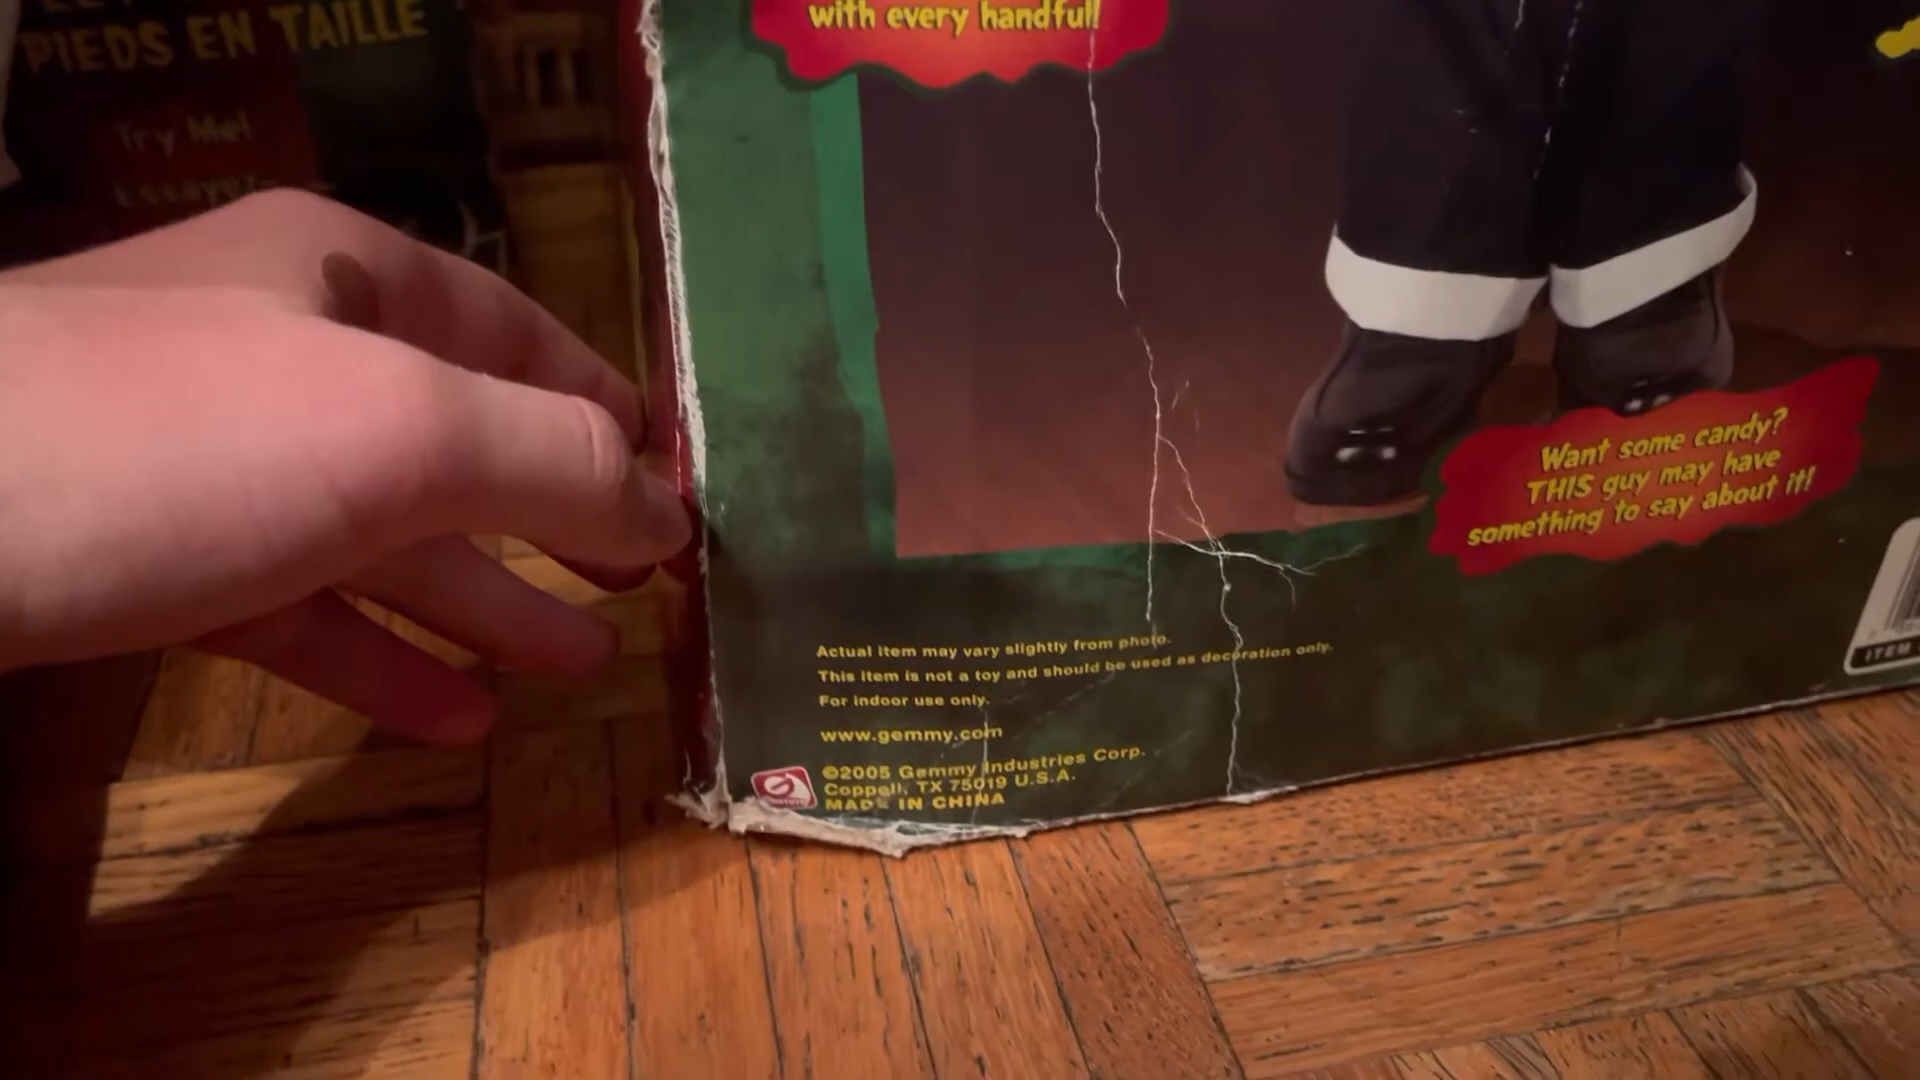 PIEDS EN TAILLE
Try Me!
Essayez
with every handful!
Want some candy?
THIS guy may have
something to say about it!
Actual item may vary slightly from photo.
This item is not a toy and should be used as decoration only.
For indoor use only.
www.gemmy.com
©2005 Gemmy Industries Corp.
Coppell, TX 75019 U.S.A.
MADE IN CHINA
ITEM